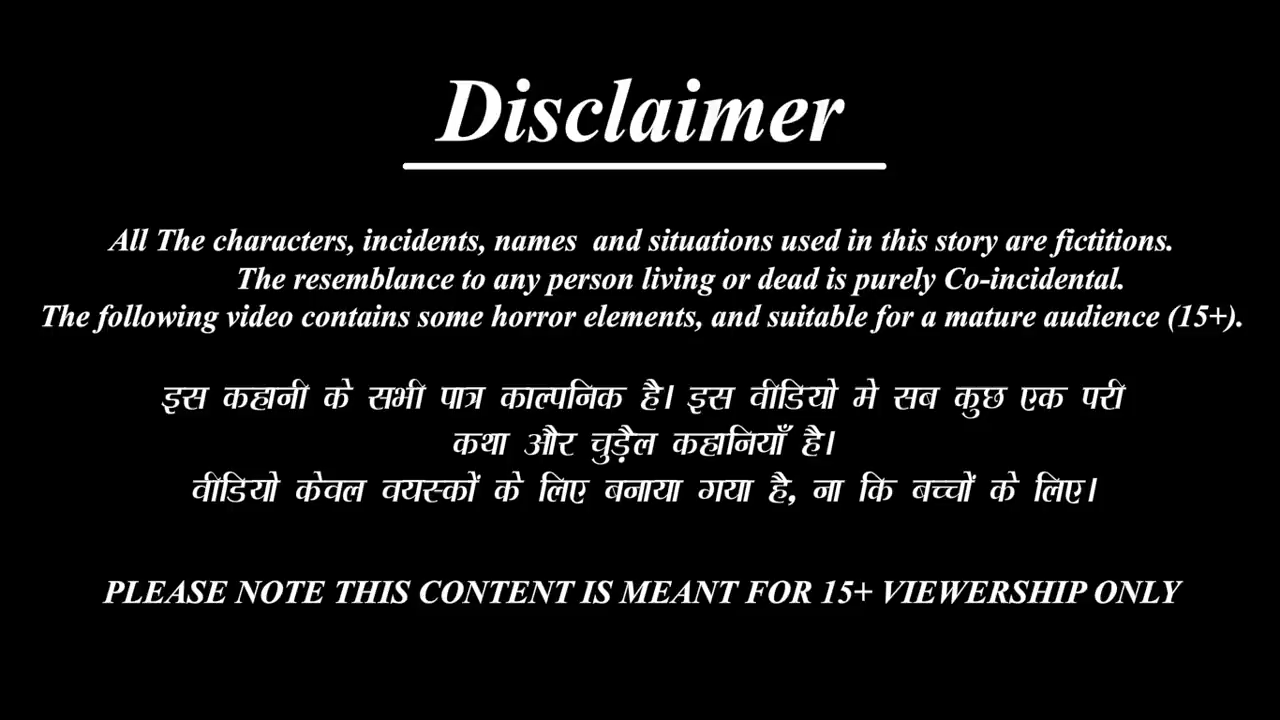 Disclaimer
All The characters, incidents, names and situations used in this story are fictitions.
The resemblance to any person living or dead is purely Co-incidental.
The following video contains some horror elements, and suitable for a mature audience (15+).
इस कहानी के सभी पात्र काल्पनिक है। इस वीडियो मे सब कुछ एक परी
कथा और चुड़ैल कहानियाँ है।
वीडियो केवल वयस्कों के लिए बनाया गया है, ना कि बच्चों के लिए।
PLEASE NOTE THIS CONTENT IS MEANT FOR 15+ VIEWERSHIP ONLY